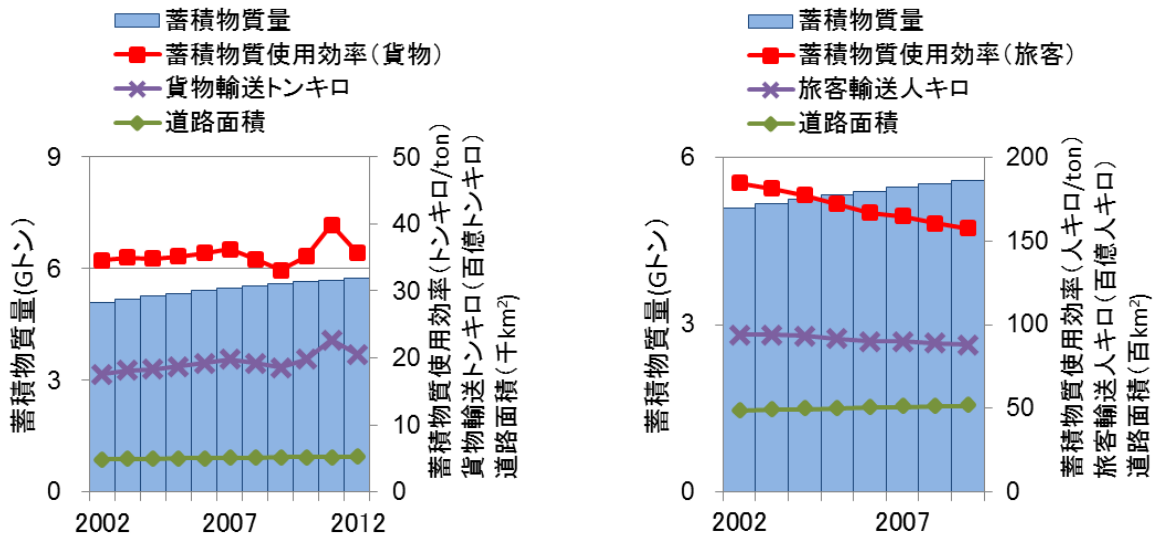 蓄積物質量
蓄積物質使用効率(貨物)
貨物輸送トンキロ
道路面積
9
6
3
0
50
40
30
20
10
0
2002
2007
2012
蓄積物質量(Gトン)
蓄積物質使用効率(トンキロ/ton)
貨物輸送トンキロ(百億トンキロ)
道路面積(千km²)
蓄積物質量
蓄積物質使用効率(旅客)
旅客輸送人キロ
道路面積
6
3
0
200
150
100
50
0
2002
2007
蓄積物質量(Gトン)
蓄積物質使用効率(人キロ/ton)
旅客輸送人キロ(百億人キロ)
道路面積(百km²)